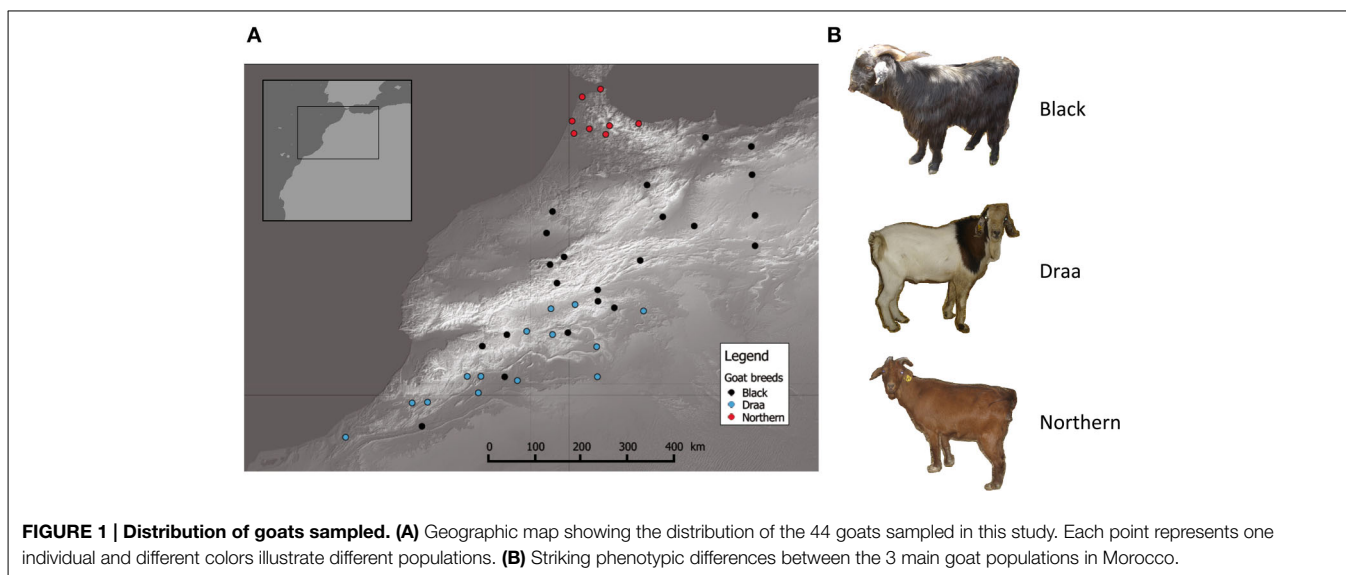 A
B
Black
Draa
Northern
Legend
Goat breeds
Black
Draa
Northern
0 100 200 300 400 km
FIGURE 1 | Distribution of goats sampled. (A) Geographic map showing the distribution of the 44 goats sampled in this study. Each point represents one
individual and different colors illustrate different populations. (B) Striking phenotypic differences between the 3 main goat populations in Morocco.